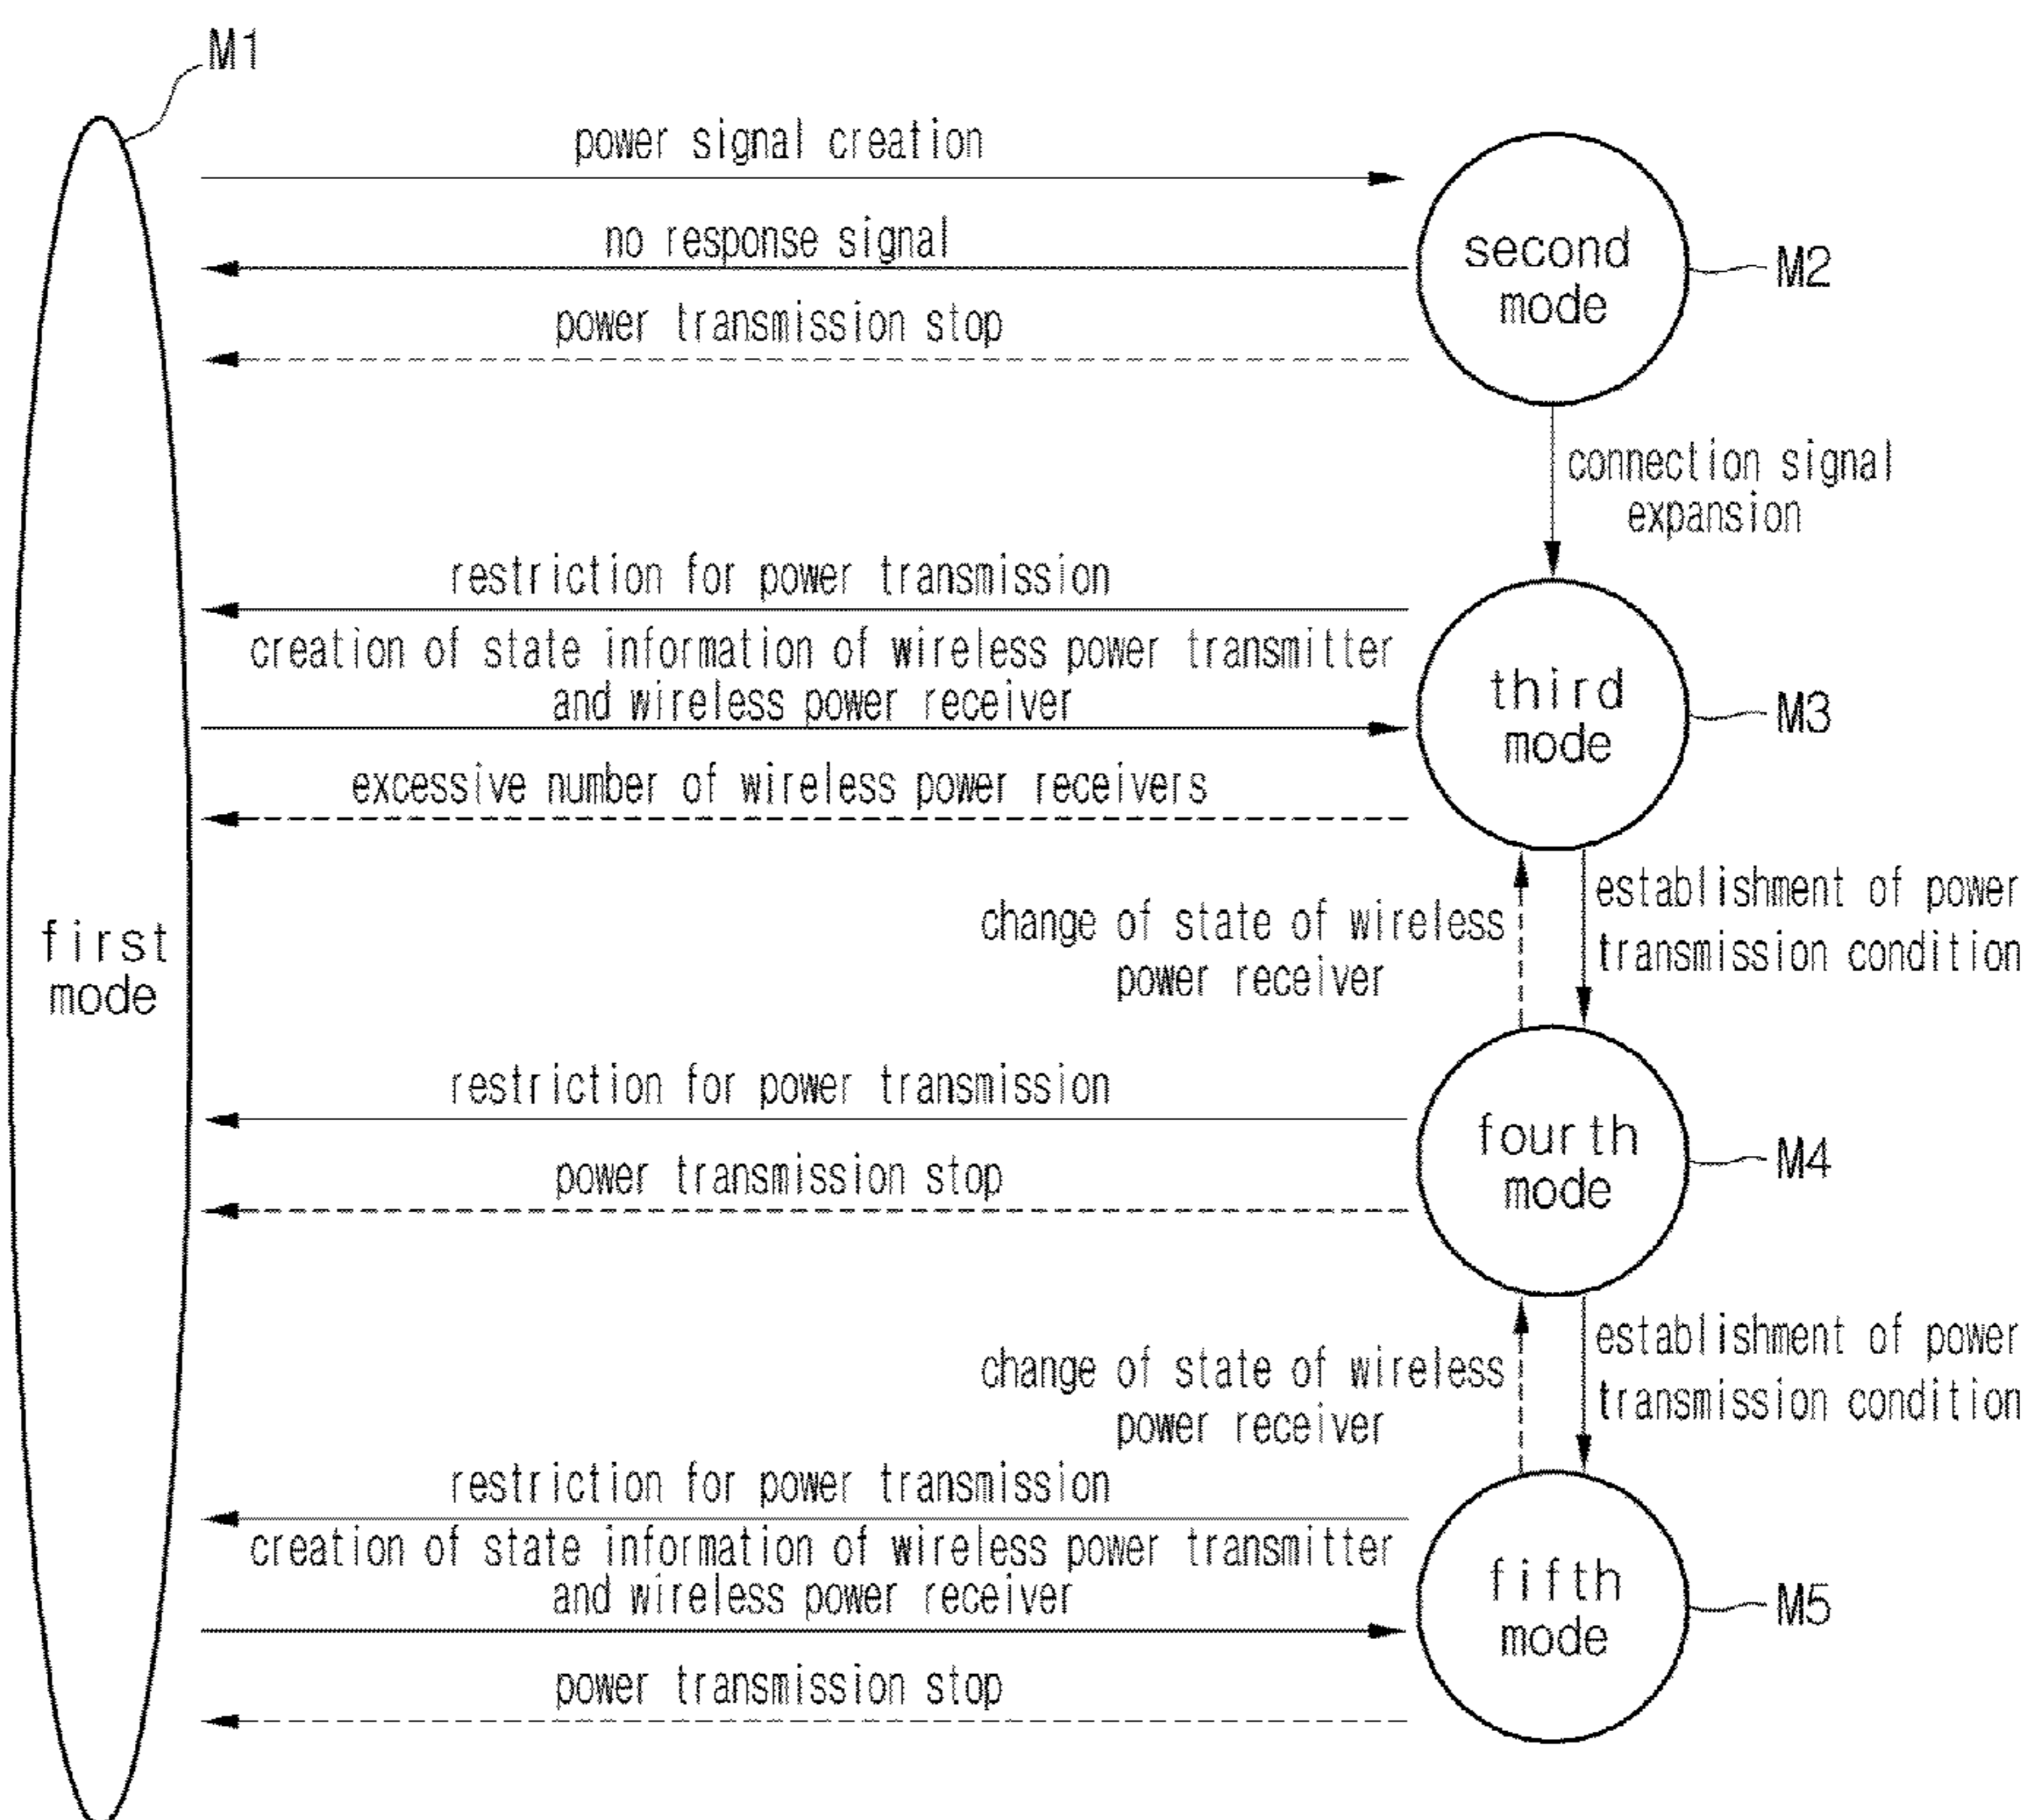 M1
power signal creation
no response signal
power transmission stop
second
mode
M2
connection signal
expansion
restriction for power transmission
creation of state information of wireless power transmitter
and wireless power receiver
excessive number of wireless power receivers
third
mode
M3
first
mode
change of state of wireless
power receiver
establishment of power
transmission condition
restriction for power transmission
power transmission stop
fourth
mode
M4
change of state of wireless
power receiver
establishment of power
transmission condition
restriction for power transmission
creation of state information of wireless power transmitter
and wireless power receiver
power transmission stop
fifth
mode
M5